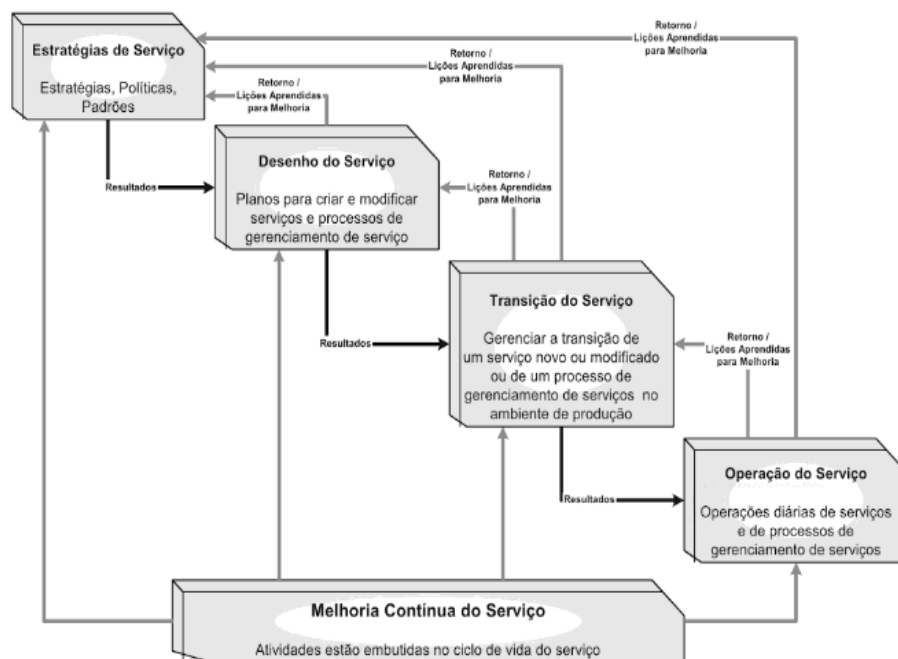 Estratégias de Serviço
Estratégias, Políticas,
Padrões
Retorno /
Lições Aprendidas
para Melhoria
Retorno /
Lições Aprendidas
para Melhoria
Retorno /
Lições Aprendidas
para Melhoria
Resultados
Desenho do Serviço
Planos para criar e modificar
serviços e processos de
gerenciamento de serviço
Retorno /
Lições Aprendidas
para Melhoria
Resultados
Transição do Serviço
Gerenciar a transição de
um serviço novo ou modificado
ou de um processo de
gerenciamento de serviços no
ambiente de produção
Retorno /
Lições Aprendidas
para Melhoria
Resultados
Operação do Serviço
Operações diárias de serviços
e de processos de
gerenciamento de serviços
Melhoria Contínua do Serviço
Atividades estão embutidas no ciclo de vida do serviço